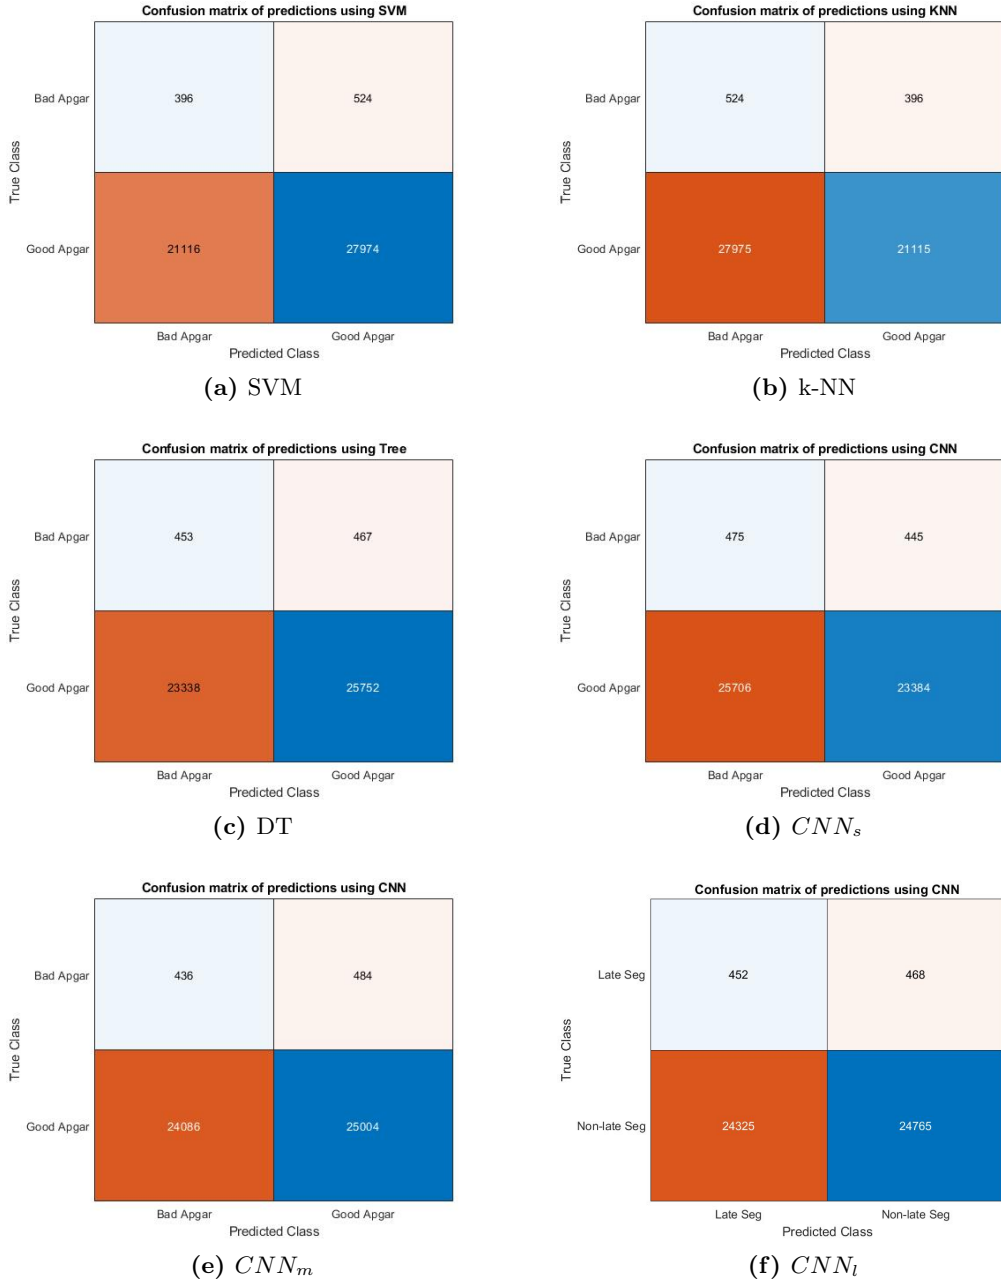 Confusion matrix of predictions using SVM
True Class
Bad Apgar
396
524
Good Apgar
21116
27974
Bad Apgar
Good Apgar
Predicted Class
(a) SVM
Confusion matrix of predictions using KNN
True Class
Bad Apgar
524
396
Good Apgar
27975
21115
Bad Apgar
Good Apgar
Predicted Class
(b) k-NN
Confusion matrix of predictions using Tree
True Class
Bad Apgar
453
467
Good Apgar
23338
25752
Bad Apgar
Good Apgar
Predicted Class
(c) DT
Confusion matrix of predictions using CNN
True Class
Bad Apgar
475
445
Good Apgar
25706
23384
Bad Apgar
Good Apgar
Predicted Class
(d) CNNₛ
Confusion matrix of predictions using CNN
True Class
Bad Apgar
436
484
Good Apgar
24086
25004
Bad Apgar
Good Apgar
Predicted Class
(e) CNNₘ
Confusion matrix of predictions using CNN
True Class
Late Seg
452
468
Non-late Seg
24325
24765
Late Seg
Non-late Seg
Predicted Class
(f) CNNₗ